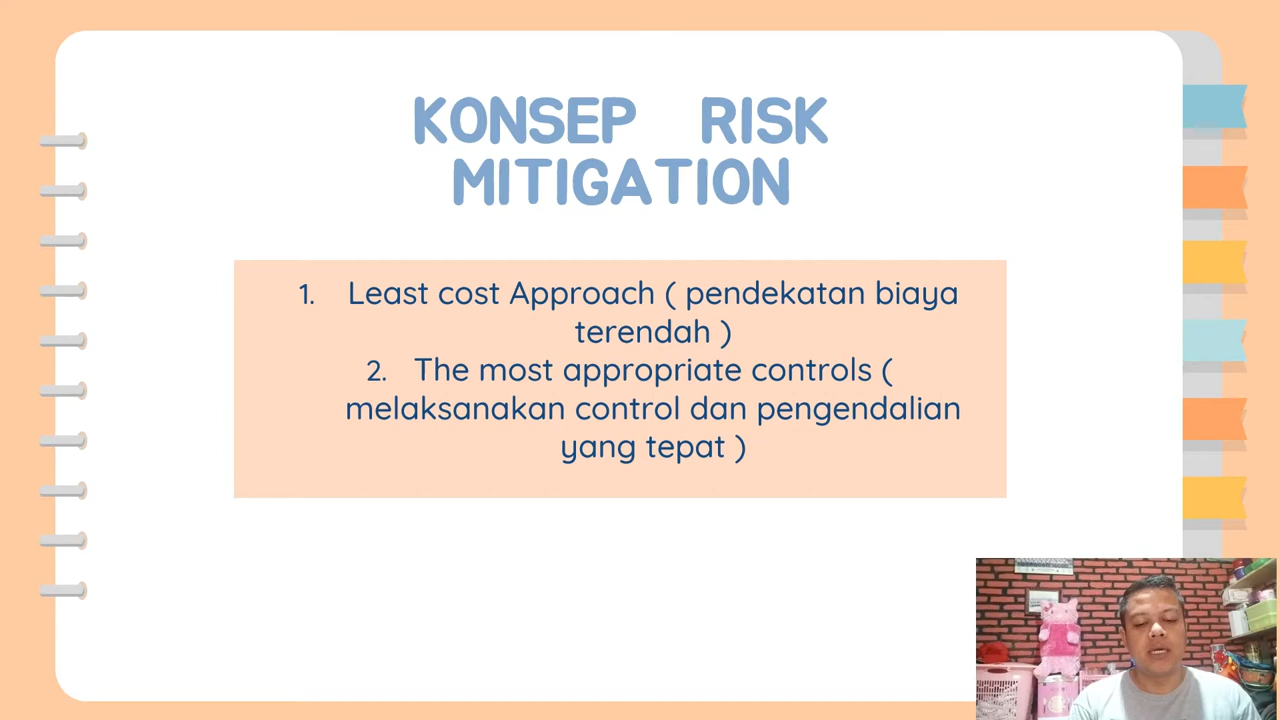 KONSEP RISK
MITIGATION
1. Least cost Approach ( pendekatan biaya
terendah )
2. The most appropriate controls (
melaksanakan control dan pengendalian
yang tepat )